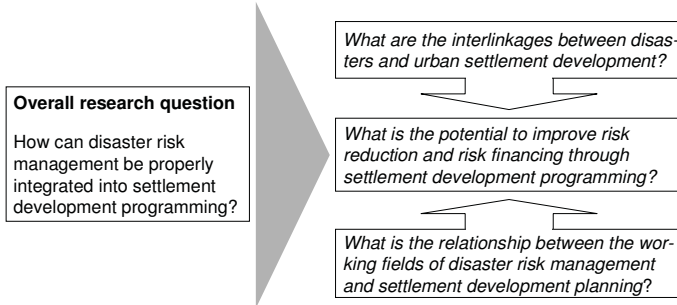 Overall research question
How can disaster risk
management be properly
integrated into settlement
development programming?
What are the interlinkages between disas-
ters and urban settlement development?
What is the potential to improve risk
reduction and risk financing through
settlement development programming?
What is the relationship between the wor-
king fields of disaster risk management
and settlement development planning?